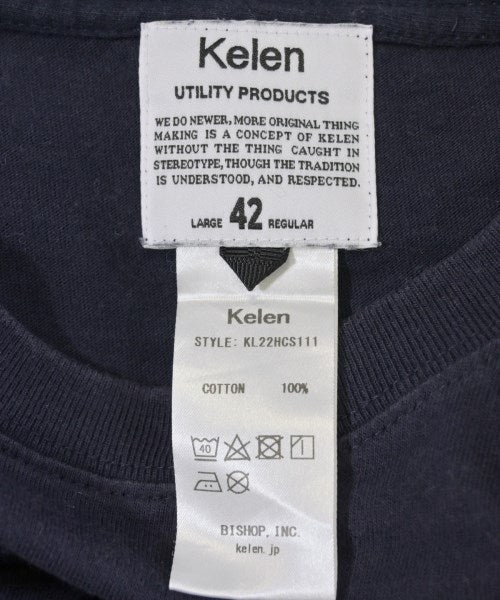 Kelen
UTILITY PRODUCTS
WE DO NEWER, MORE ORIGINAL THING
MAKING IS A CONCEPT OF KELEN
WITHOUT THE THING CAUGHT IN
STEREOTYPE, THOUGH THE TRADITION
IS UNDERSTOOD, AND RESPECTED.
LARGE 42 REGULAR
Kelen
STYLE: KL22HCS111
COTTON 100%
40
BISHOP, INC.
kelen.jp